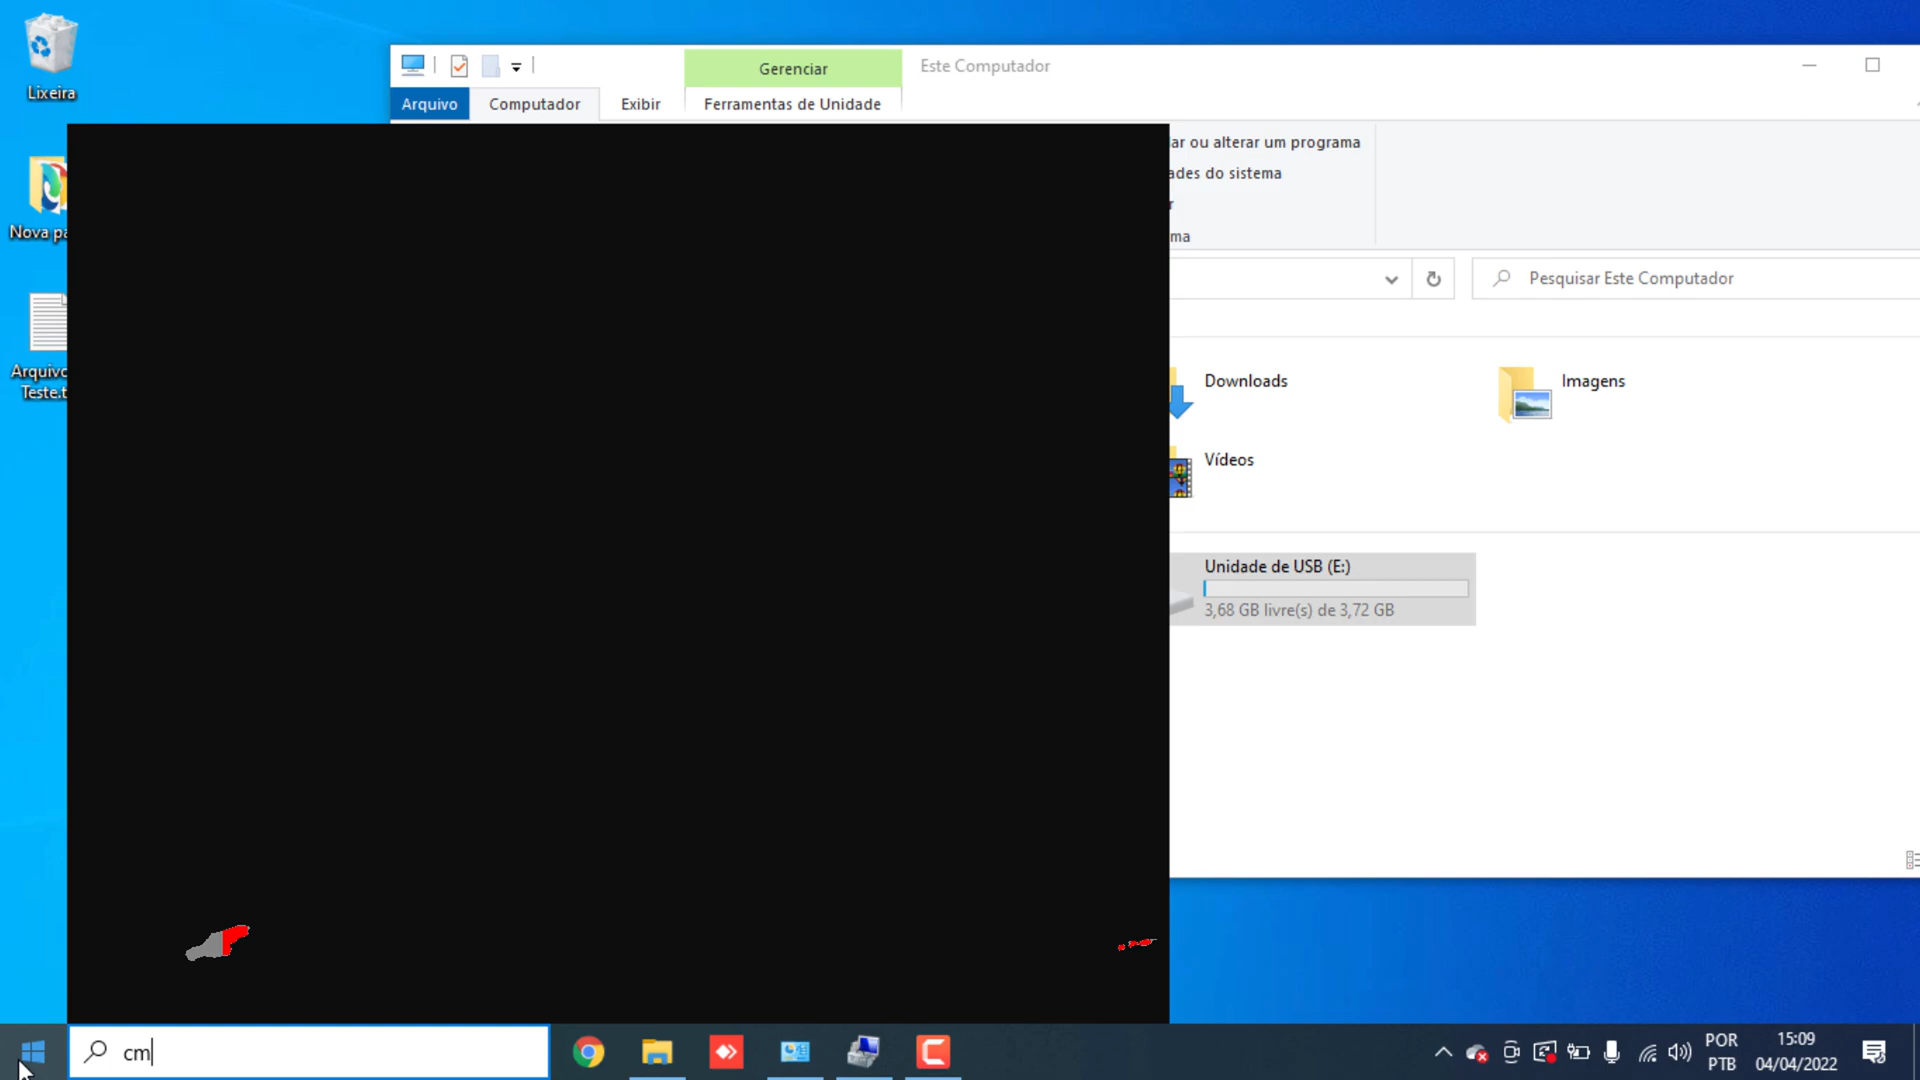 Lixeira
Gerenciar
Este Computador
Arquivo
Computador
Exibir
Ferramentas de Unidade
ar ou alterar um programa
ades do sistema
r
ma
Pesquisar Este Computador
Nova pa
Arquivo
Teste.t
Downloads
Imagens
Vídeos
Unidade de USB (E:)
3,68 GB livre(s) de 3,72 GB
cm
POR
PTB
15:09
04/04/2022